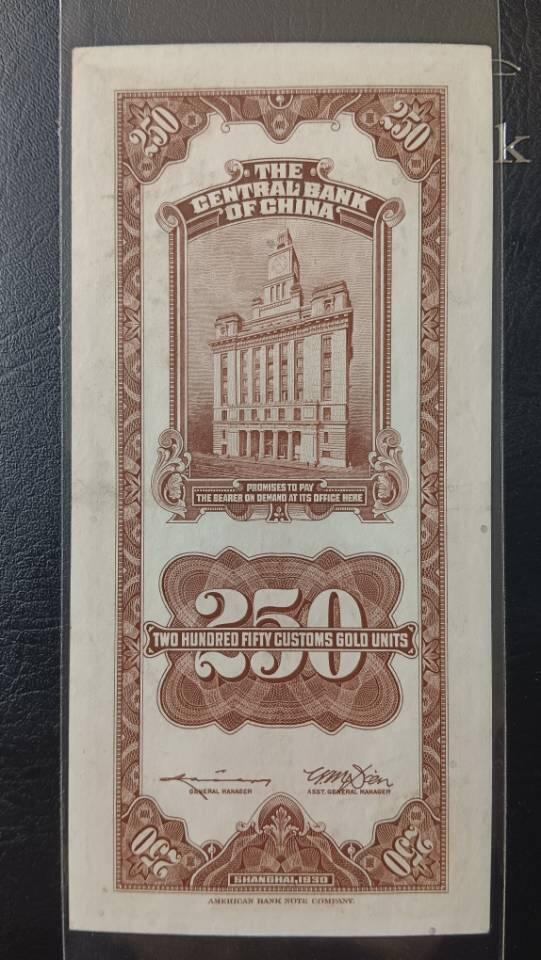 250 250
THE
CENTRAL BANK
OF CHINA
PROMISES TO PAY
THE BEARER ON DEMAND AT ITS OFFICE HERE
250
TWO HUNDRED FIFTY CUSTOMS GOLD UNITS
GENERAL MANAGER ASST. GENERAL MANAGER
250 250
SHANGHAI, 1930
AMERICAN BANK NOTE COMPANY.
k